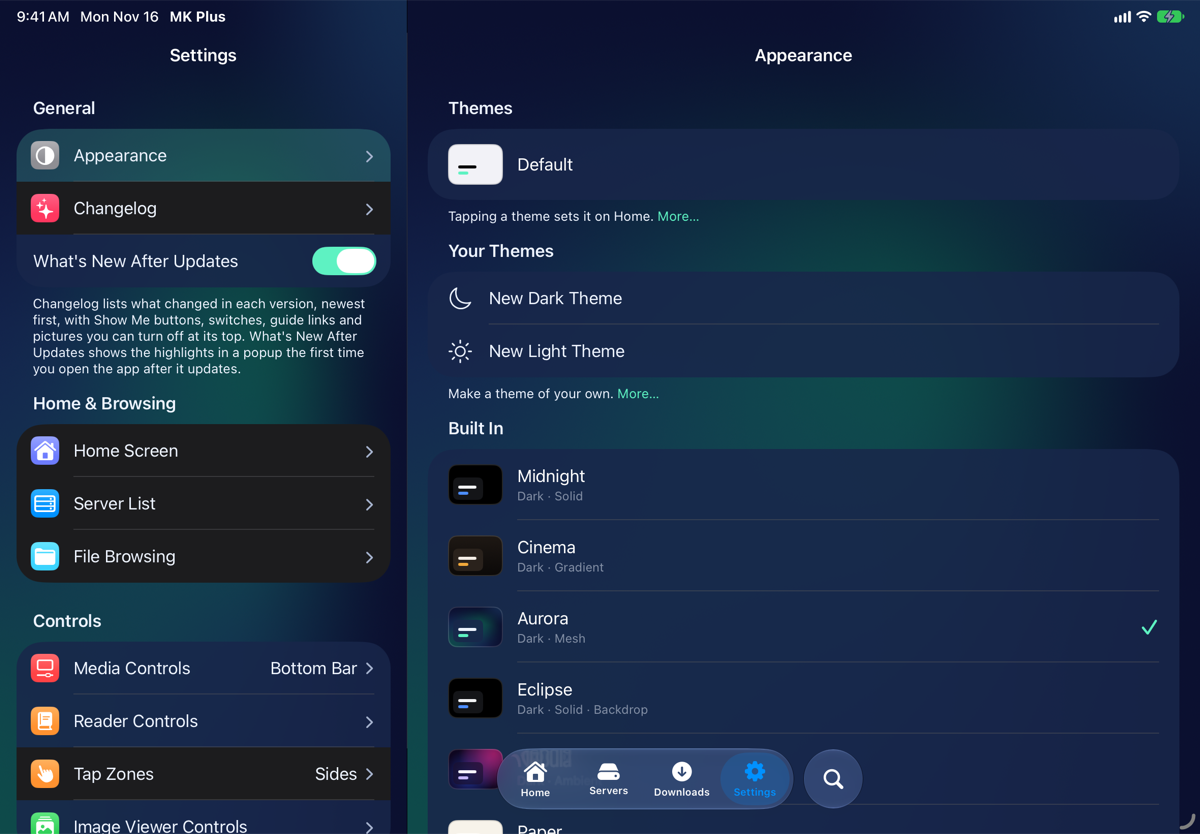 9:41 AM Mon Nov 16 MK Plus
Settings
General
Appearance
Changelog
What's New After Updates
Changelog lists what changed in each version, newest
first, with Show Me buttons, switches, guide links and
pictures you can turn off at its top. What's New After
Updates shows the highlights in a popup the first time
you open the app after it updates.
Home & Browsing
Home Screen
Server List
File Browsing
Controls
Media Controls Bottom Bar
Reader Controls
Tap Zones Sides
Image Viewer Controls
Appearance
Themes
Default
Tapping a theme sets it on Home. More...
Your Themes
New Dark Theme
New Light Theme
Make a theme of your own. More...
Built In
Midnight
Dark · Solid
Cinema
Dark · Gradient
Aurora
Dark · Mesh
Eclipse
Dark · Solid · Backdrop
Paper
Home Servers Downloads Settings